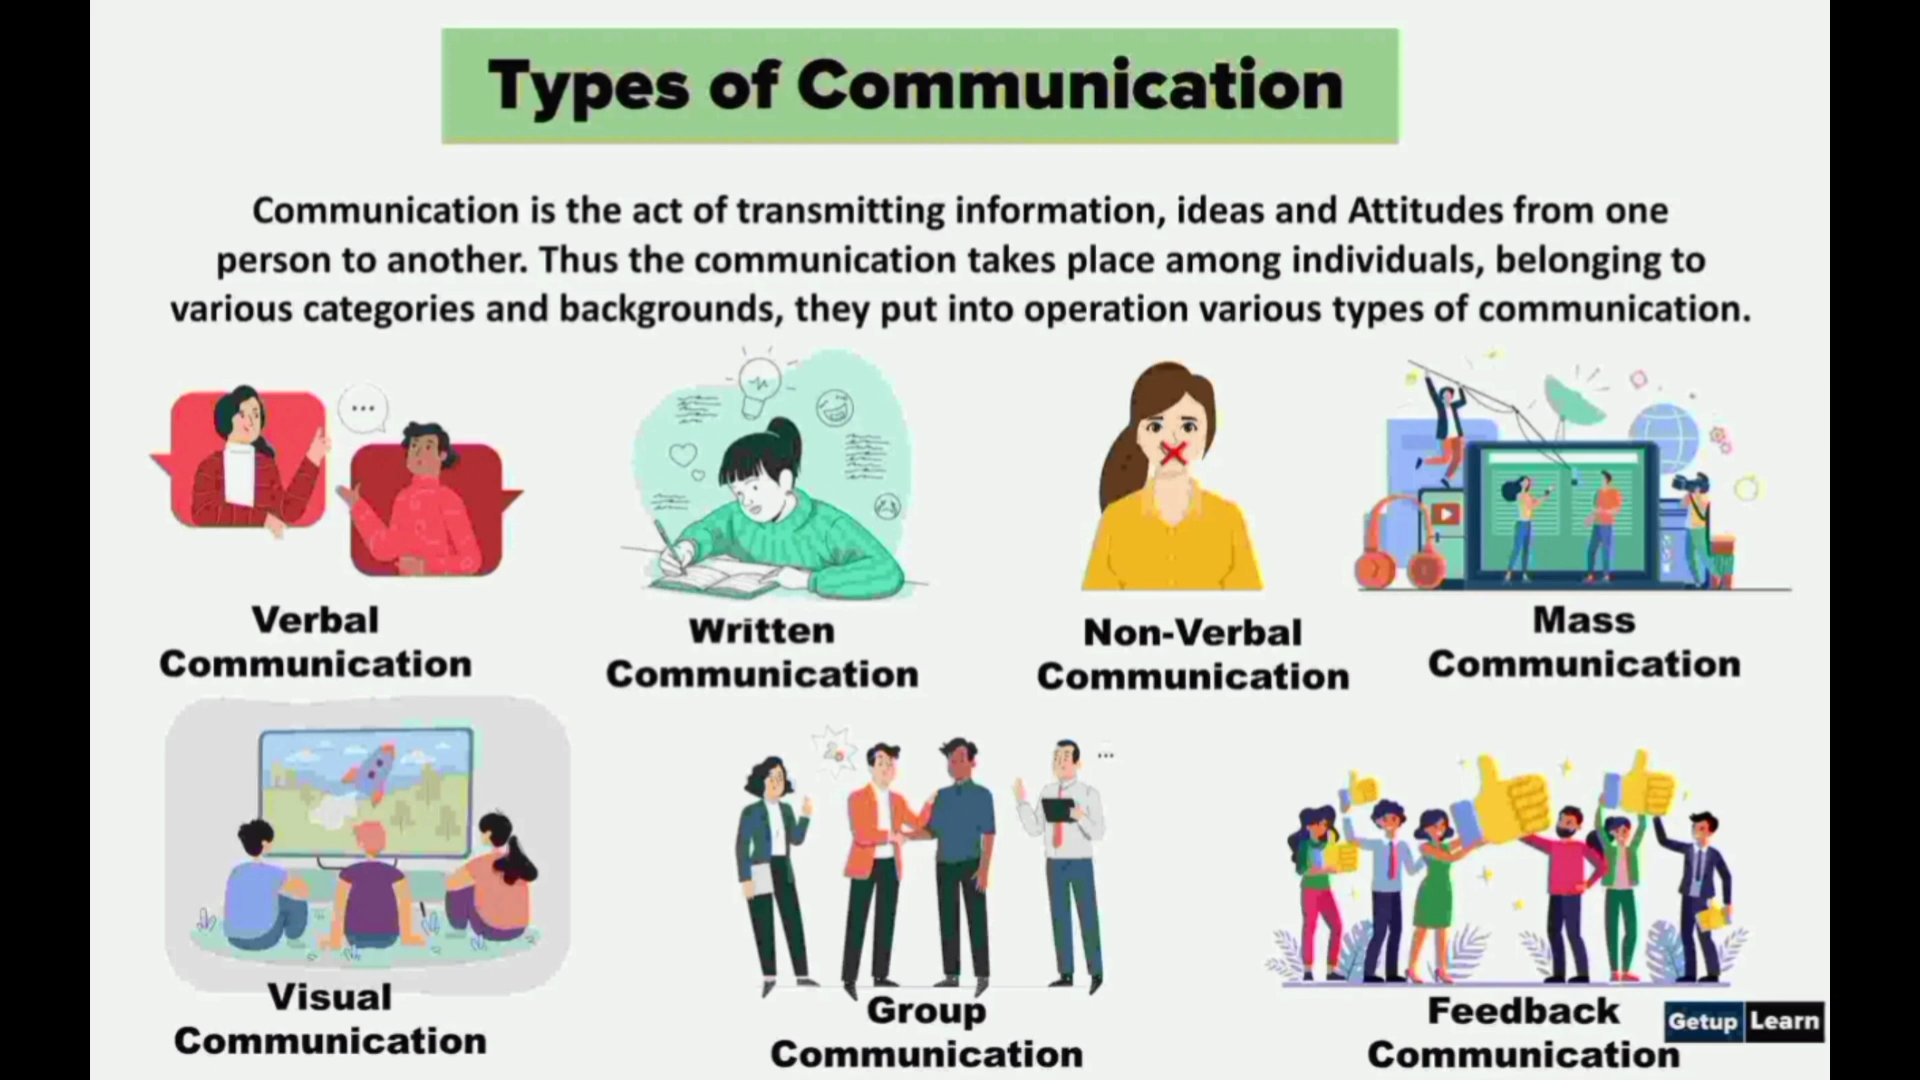 Types of Communication
Communication is the act of transmitting information, ideas and Attitudes from one
person to another. Thus the communication takes place among individuals, belonging to
various categories and backgrounds, they put into operation various types of communication.
Verbal
Communication
Written
Communication
Non-Verbal
Communication
Mass
Communication
Visual
Communication
Group
Communication
Feedback
Communication
Getup Learn